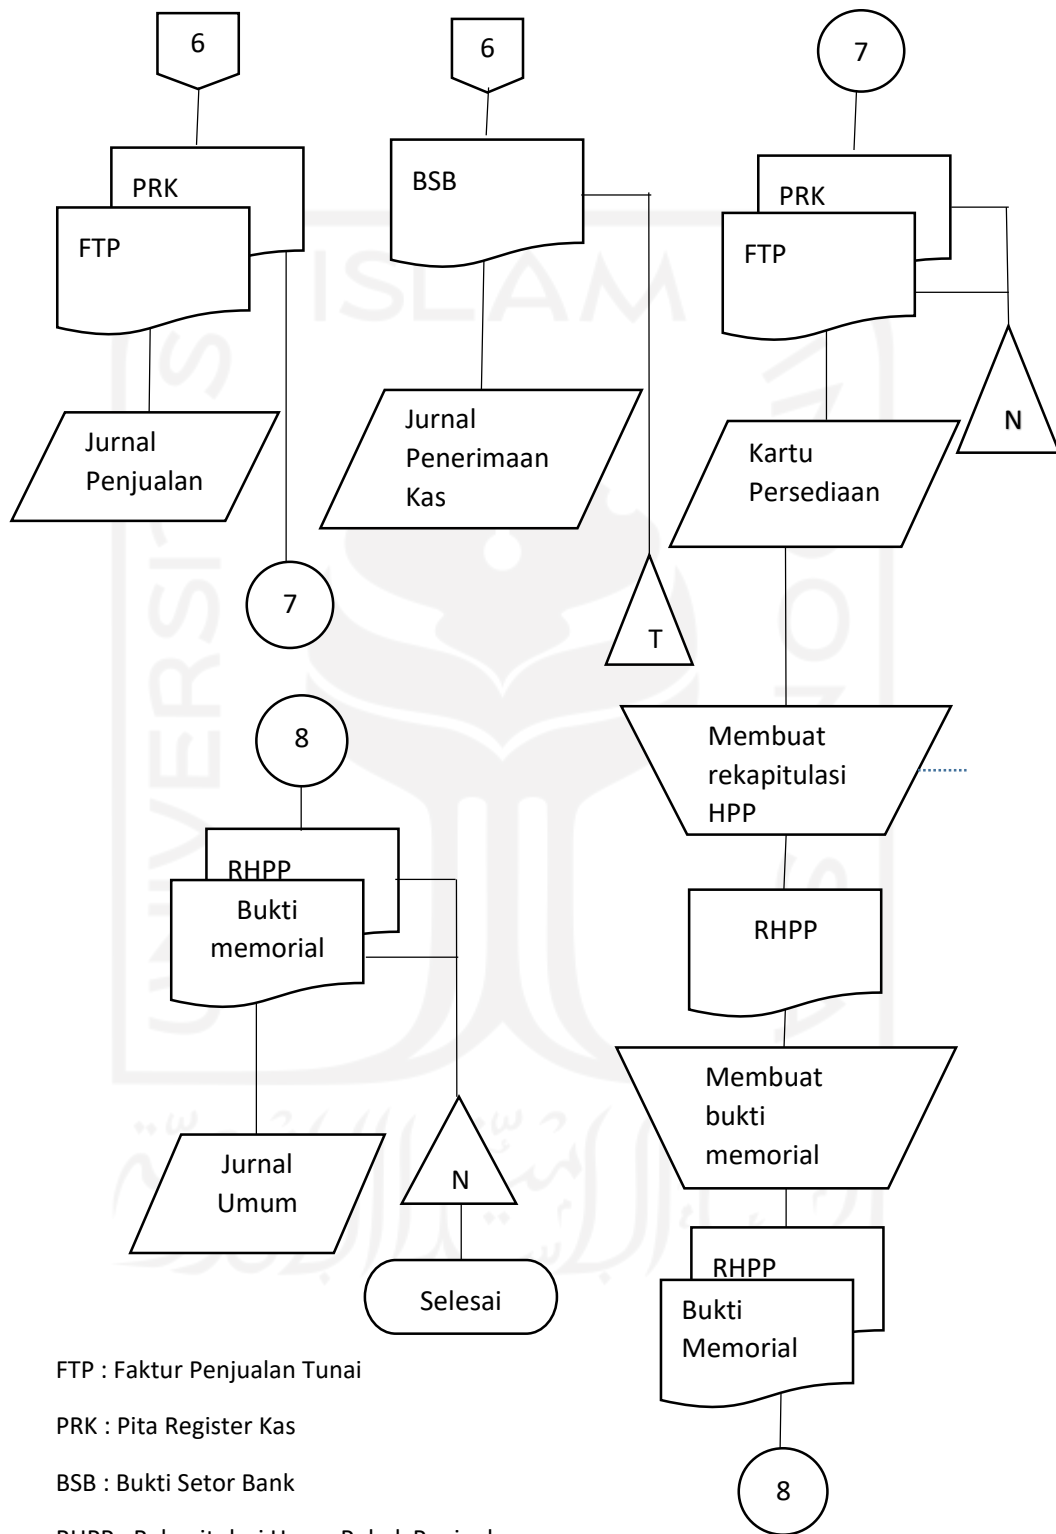 6
6
7
PRK
FTP
BSB
PRK
FTP
N
Jurnal
Penjualan
Jurnal
Penerimaan
Kas
Kartu
Persediaan
7
T
8
Membuat
rekapitulasi
HPP
RHPP
Bukti
memorial
RHPP
Membuat
bukti
memorial
Jurnal
Umum
N
Selesai
RHPP
Bukti
Memorial
8
FTP : Faktur Penjualan Tunai
PRK : Pita Register Kas
BSB : Bukti Setor Bank
ISLAM